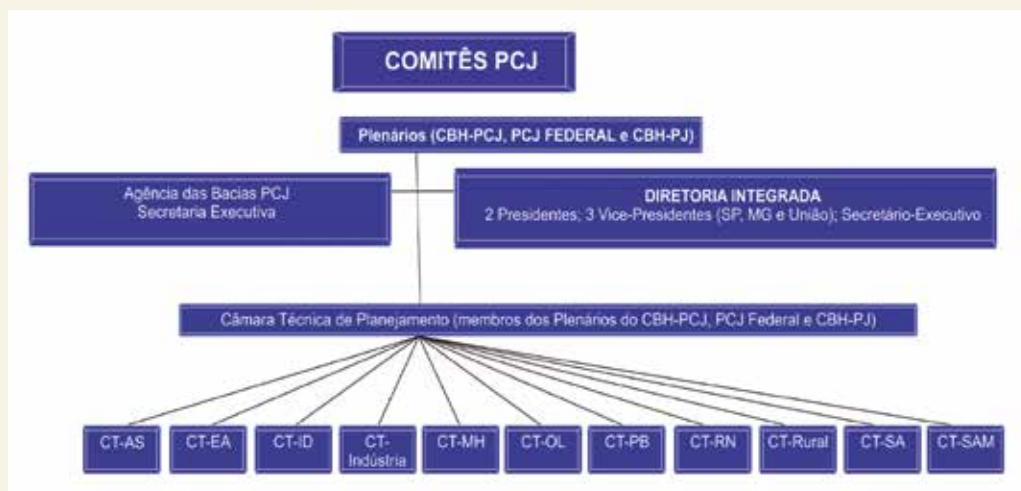 COMITÊS PCJ
Plenários (CBH-PCJ, PCJ FEDERAL e CBH-PJ)
Agência das Bacias PCJ
Secretaria Executiva
DIRETORIA INTEGRADA
2 Presidentes; 3 Vice-Presidentes (SP, MG e União); Secretário-Executivo
Câmara Técnica de Planejamento (membros dos Plenários do CBH-PCJ, PCJ Federal e CBH-PJ)
CT-AS
CT-EA
CT-ID
CT-
Indústria
CT-MH
CT-OL
CT-PB
CT-RN
CT-Rural
CT-SA
CT-SAM